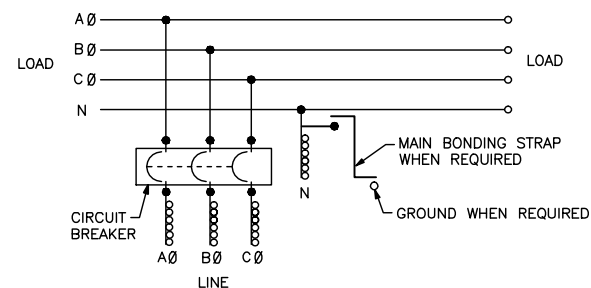 AØ
BØ
LOAD
LOAD
CØ
N
MAIN BONDING STRAP
WHEN REQUIRED
N
CIRCUIT
BREAKER
GROUND WHEN REQUIRED
AØ BØ CØ
LINE